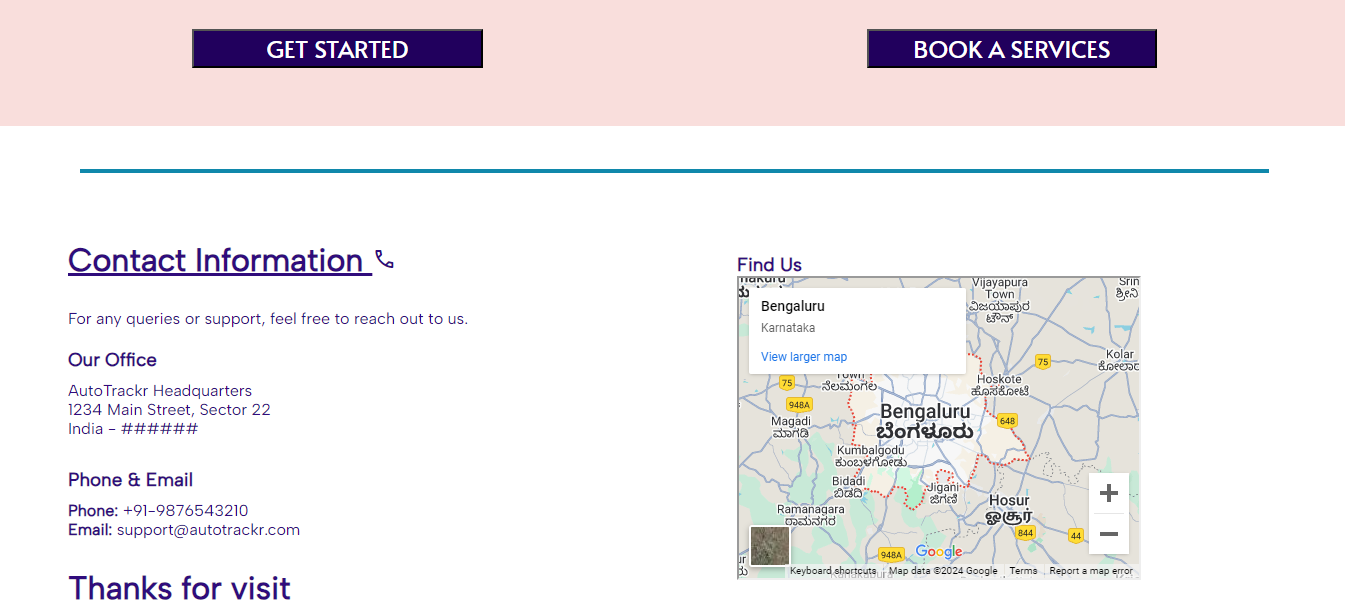 GET STARTED
BOOK A SERVICES
Contact Information
For any queries or support, feel free to reach out to us.
Our Office
AutoTrackr Headquarters
1234 Main Street, Sector 22
India - ######
Phone & Email
Phone: +91-9876543210
Email: support@autotrackr.com
Thanks for visit
Find Us
Bengaluru
Karnataka
View larger map
Vijayapura
Town
ವಿಜಯಾಪುರ
ಟೌನ್
Kolar
75
Hoskote
ಹೊಸಕೋಟೆ
75
ನೆಲಮಂಗಲ
948A
Magadi
ಮಾಗಡಿ
Bengaluru
ಬೆಂಗಳೂರು
648
Kumbalgodu
ಕುಂಬಳಗೋಡು
Bidadi
ಬಿಡದಿ
Jigani
ಜಿಗಣಿ
Ramanagara
ರಾಮನಗರ
Hosur
ஓசூர்
844
44
948A
Google
Keyboard shortcuts
Map data ©2024 Google
Terms
Report a map error